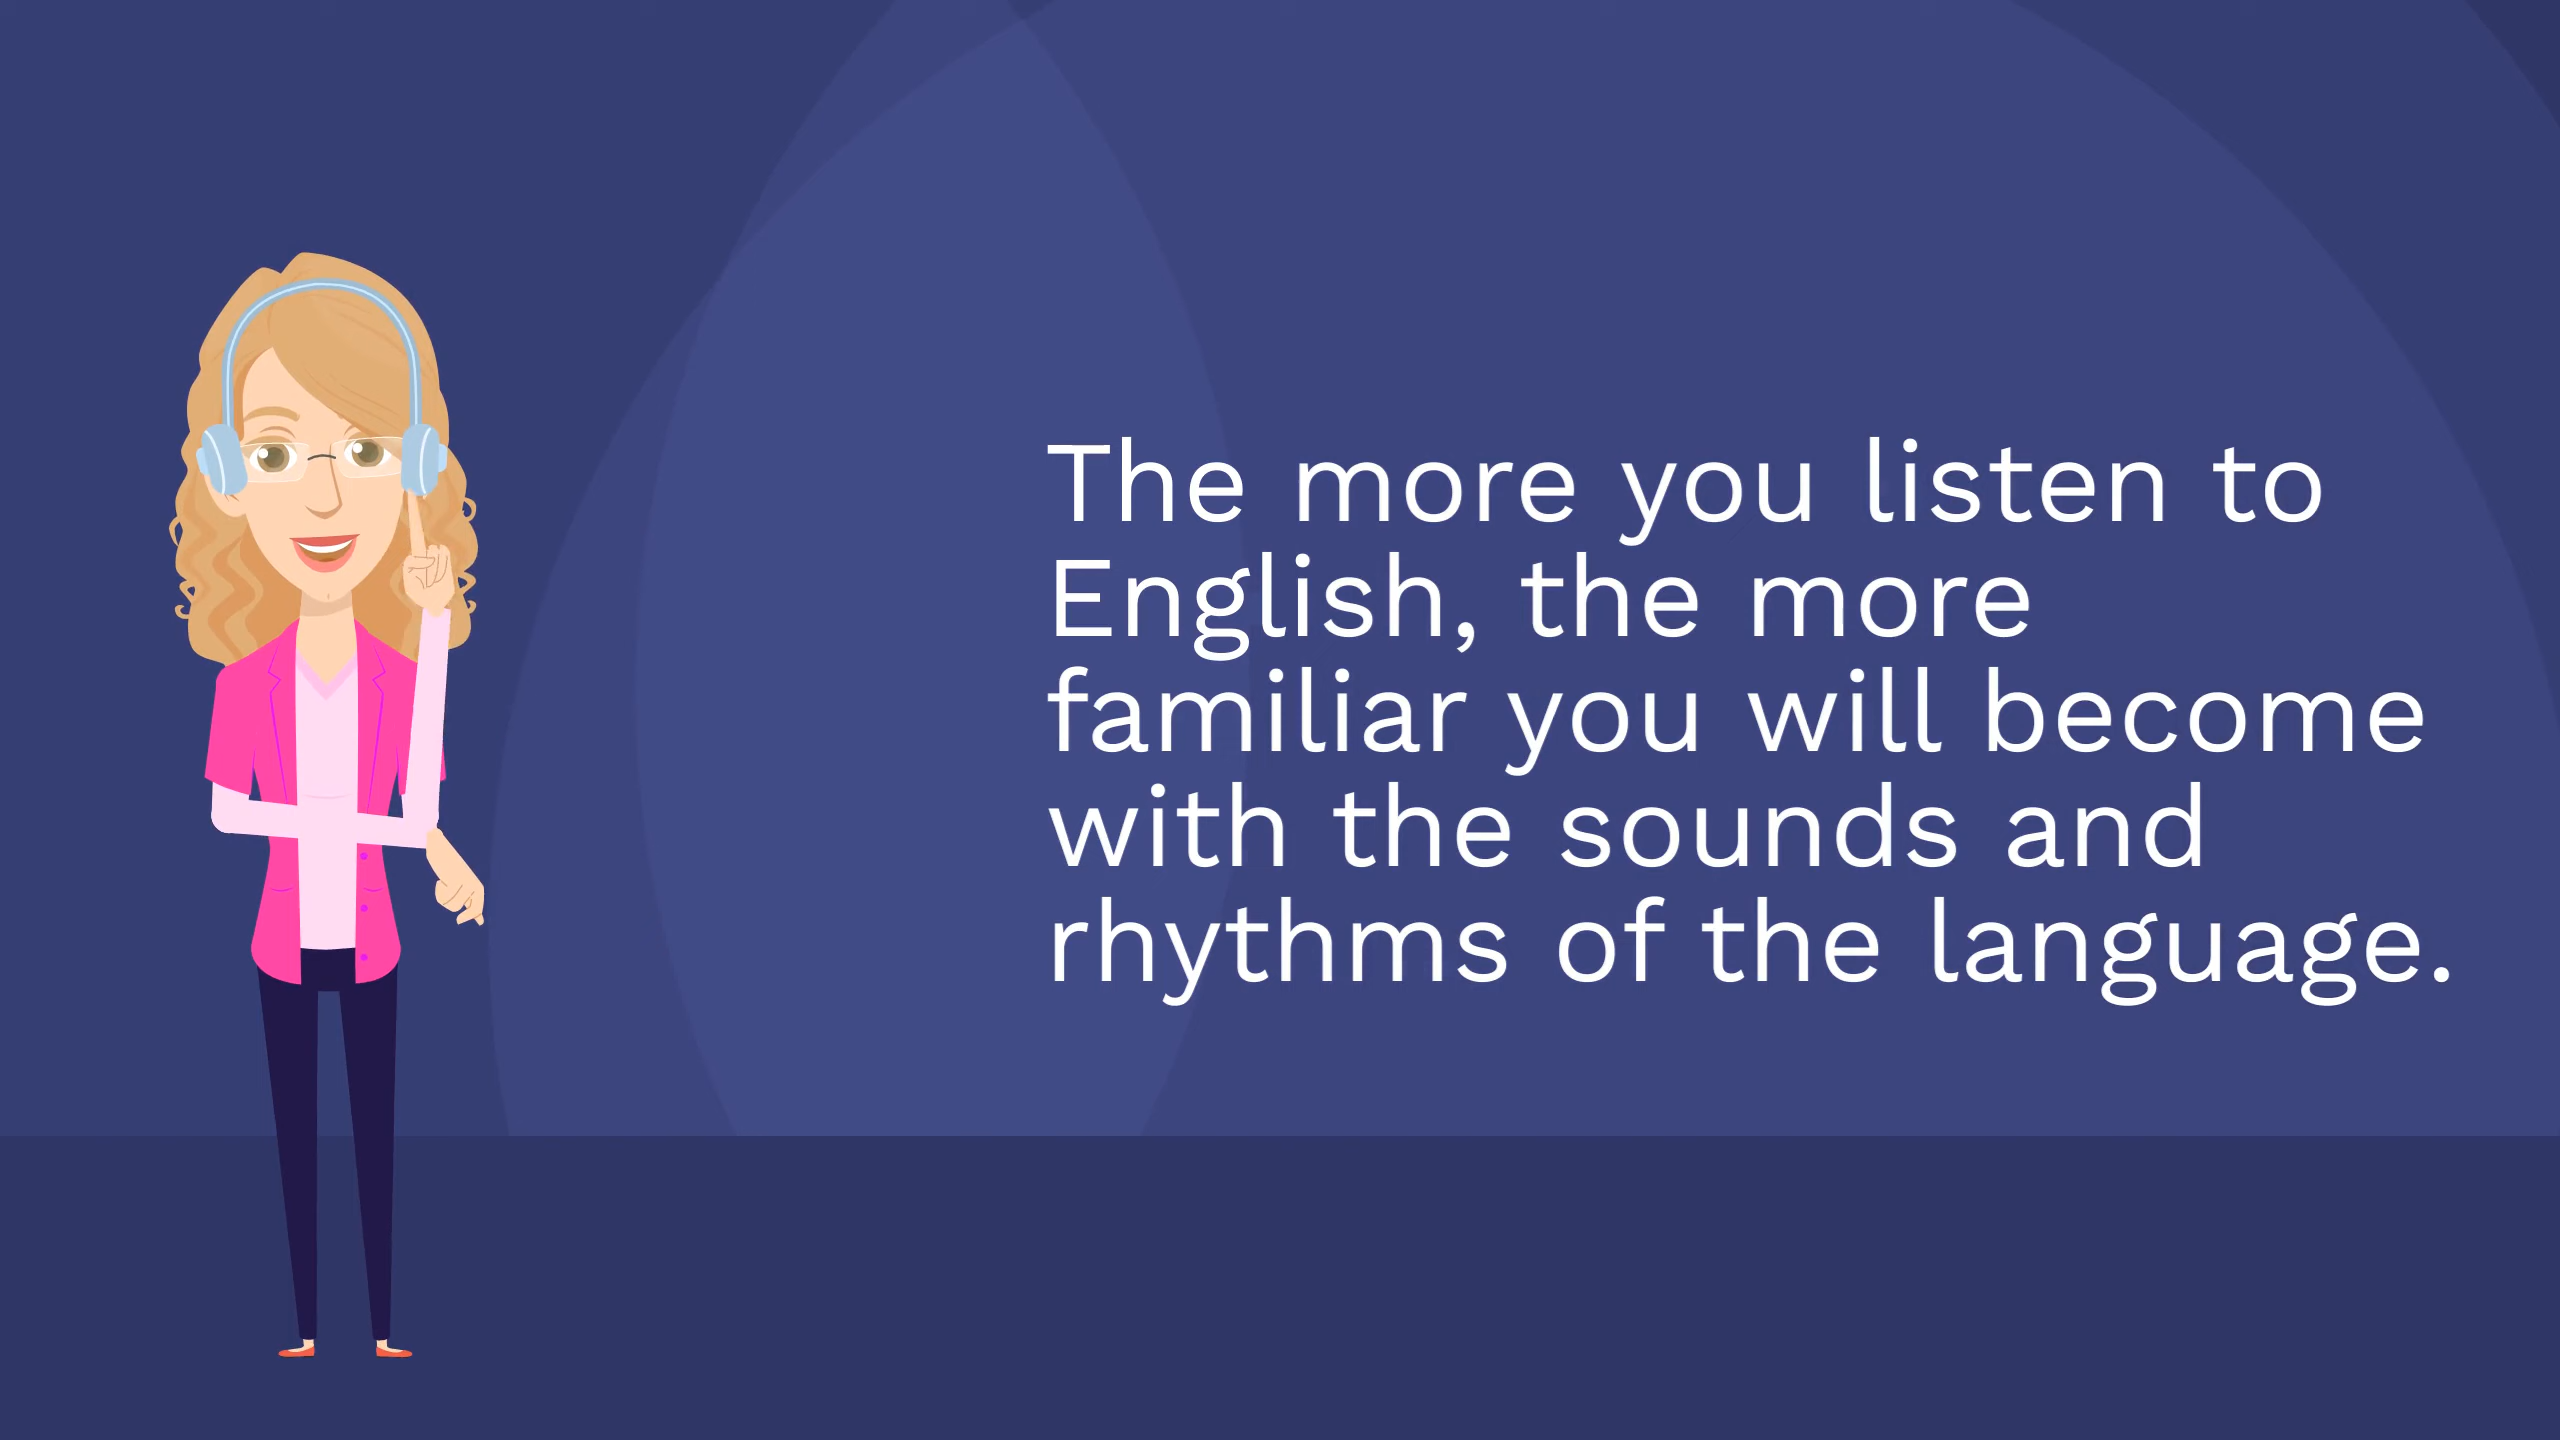 The more you listen to
English, the more
familiar you will become
with the sounds and
rhythms of the language.